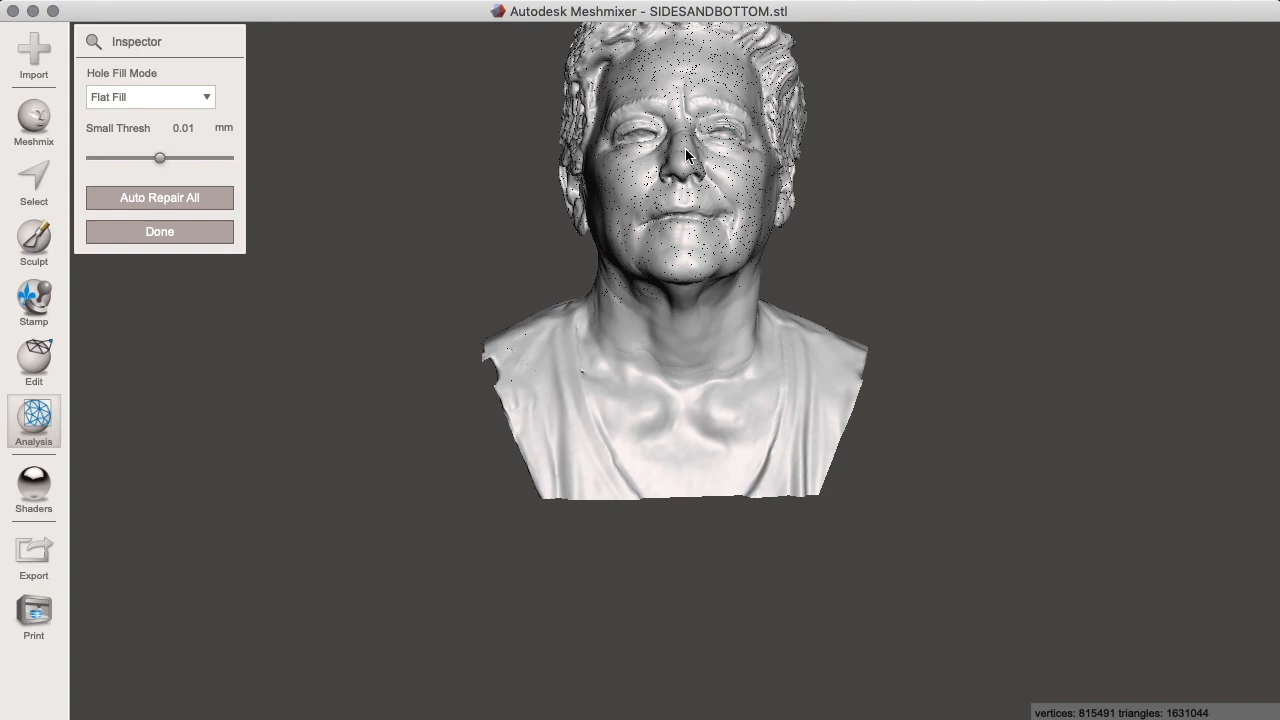 Autodesk Meshmixer - SIDESANDBOTTOM.stl
Import
Meshmix
Select
Sculpt
Stamp
Edit
Analysis
Shaders
Export
Print
Inspector
Hole Fill Mode
Flat Fill
Small Thresh 0.01 mm
Auto Repair All
Done
vertices: 815491 triangles: 1631044